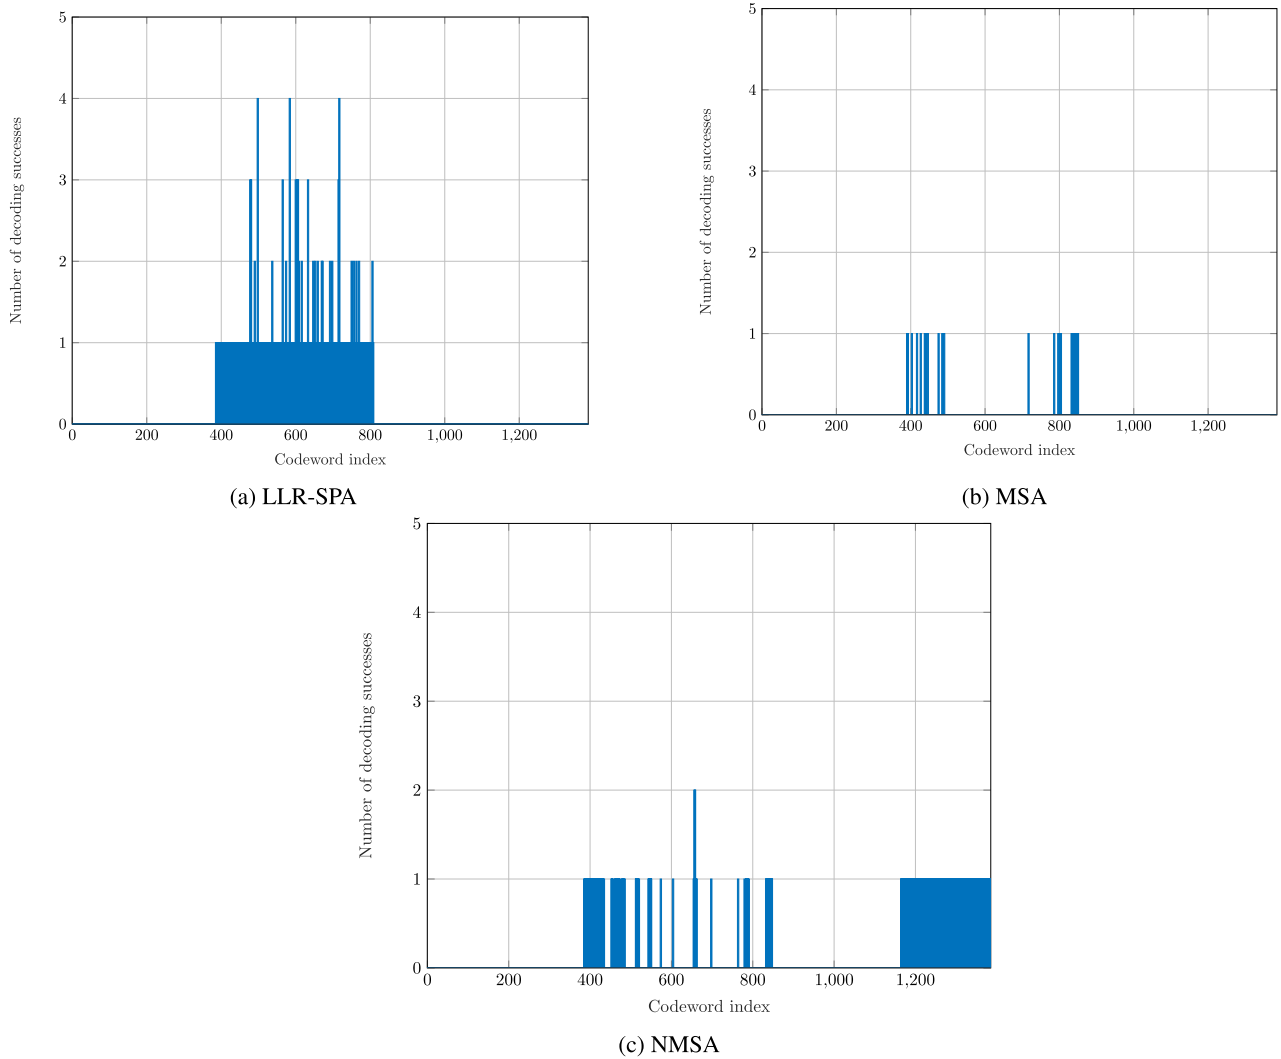 5
4
3
2
1
0
0 200 400 600 800 1,000 1,200
Number of decoding successes
Codeword index
(a) LLR-SPA
5
4
3
2
1
0
0 200 400 600 800 1,000 1,200
Number of decoding successes
Codeword index
(b) MSA
5
4
3
2
1
0
0 200 400 600 800 1,000 1,200
Number of decoding successes
Codeword index
(c) NMSA